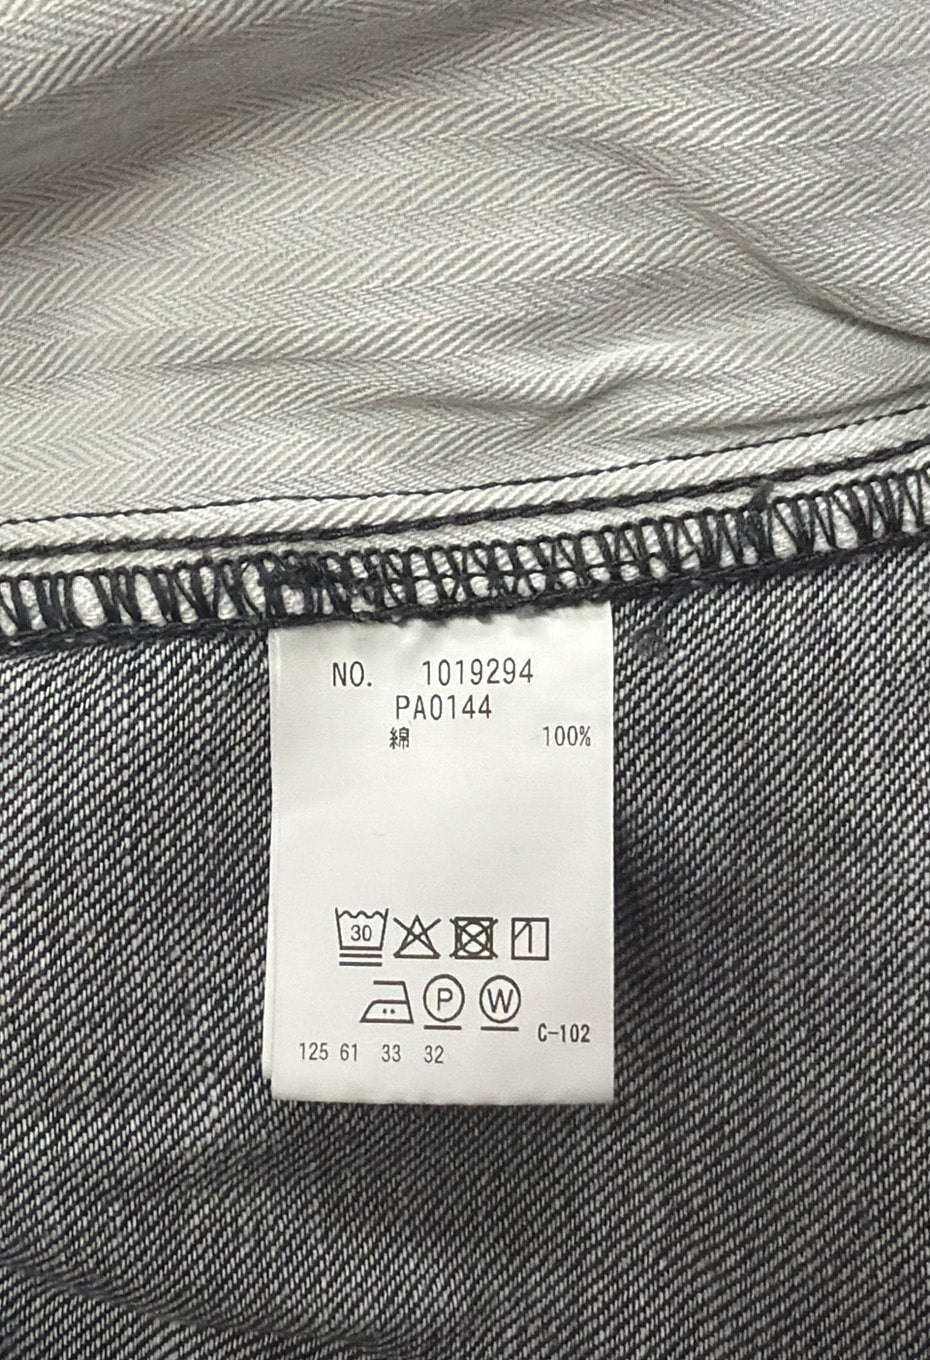 NO. 1019294
PA0144
綿 100%
30
P W
C-102
125 61 33 32